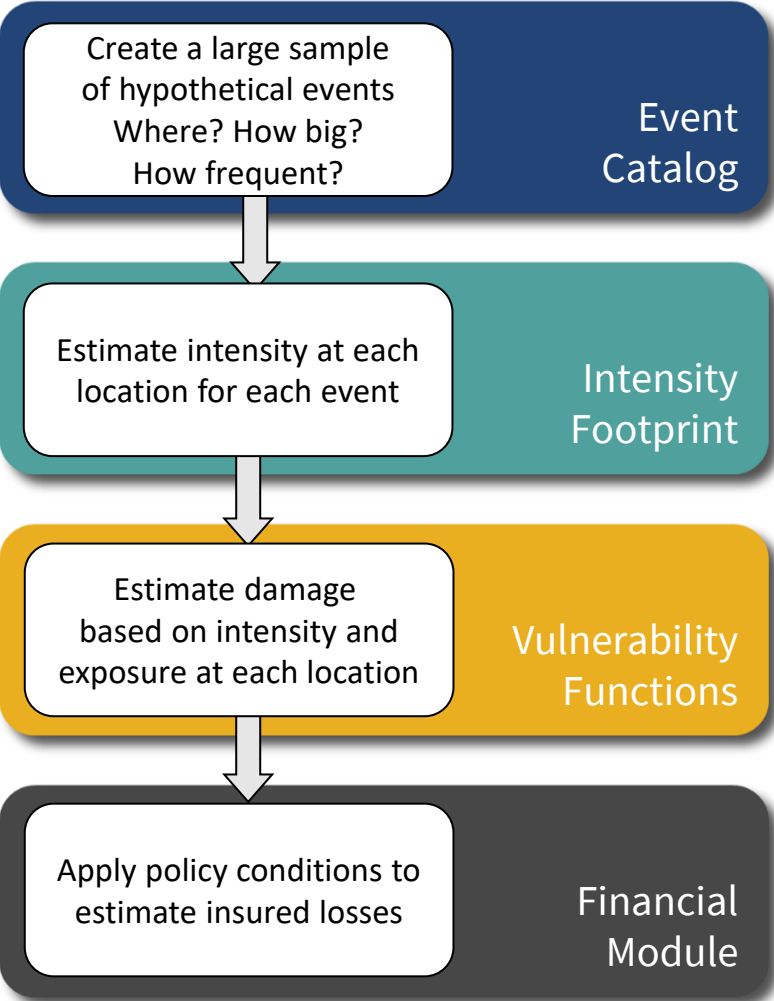 Create a large sample
of hypothetical events
Where? How big?
How frequent?
Event
Catalog
Estimate intensity at each
location for each event
Intensity
Footprint
Estimate damage
based on intensity and
exposure at each location
Vulnerability
Functions
Apply policy conditions to
estimate insured losses
Financial
Module